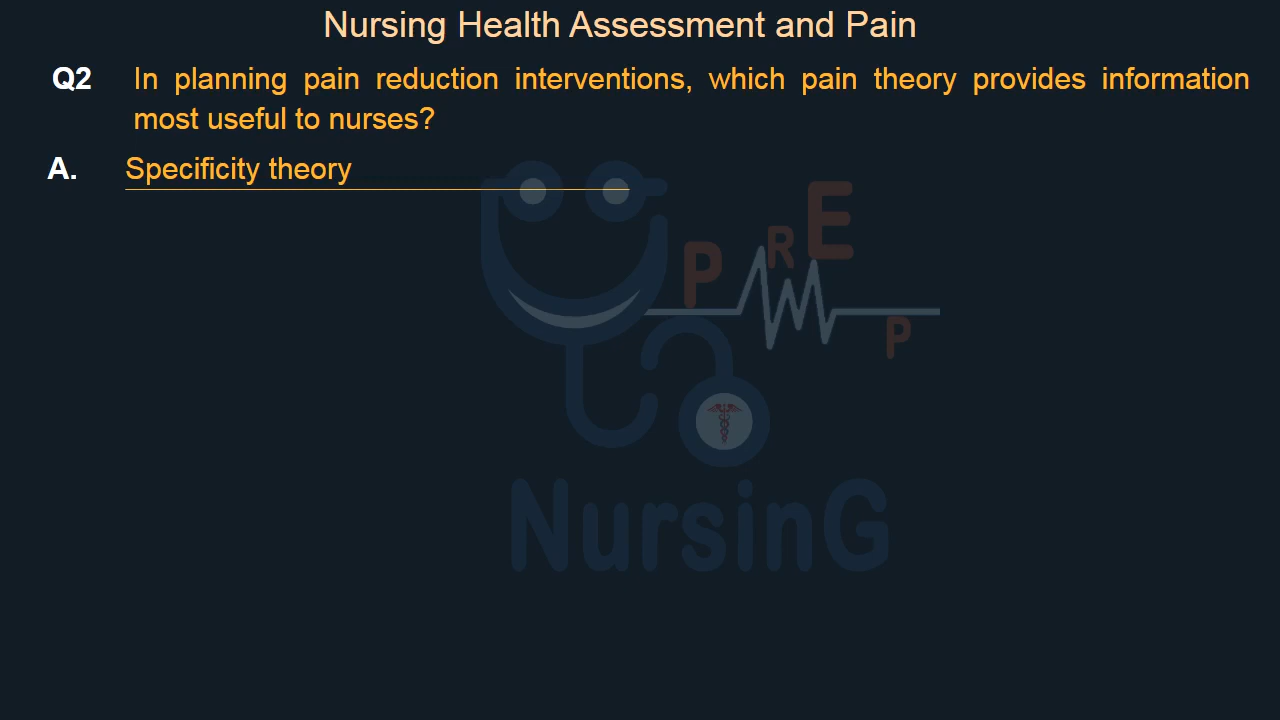 Nursing Health Assessment and Pain
Q2 In planning pain reduction interventions, which pain theory provides information
most useful to nurses?
A. Specificity theory
PREP
NursinG